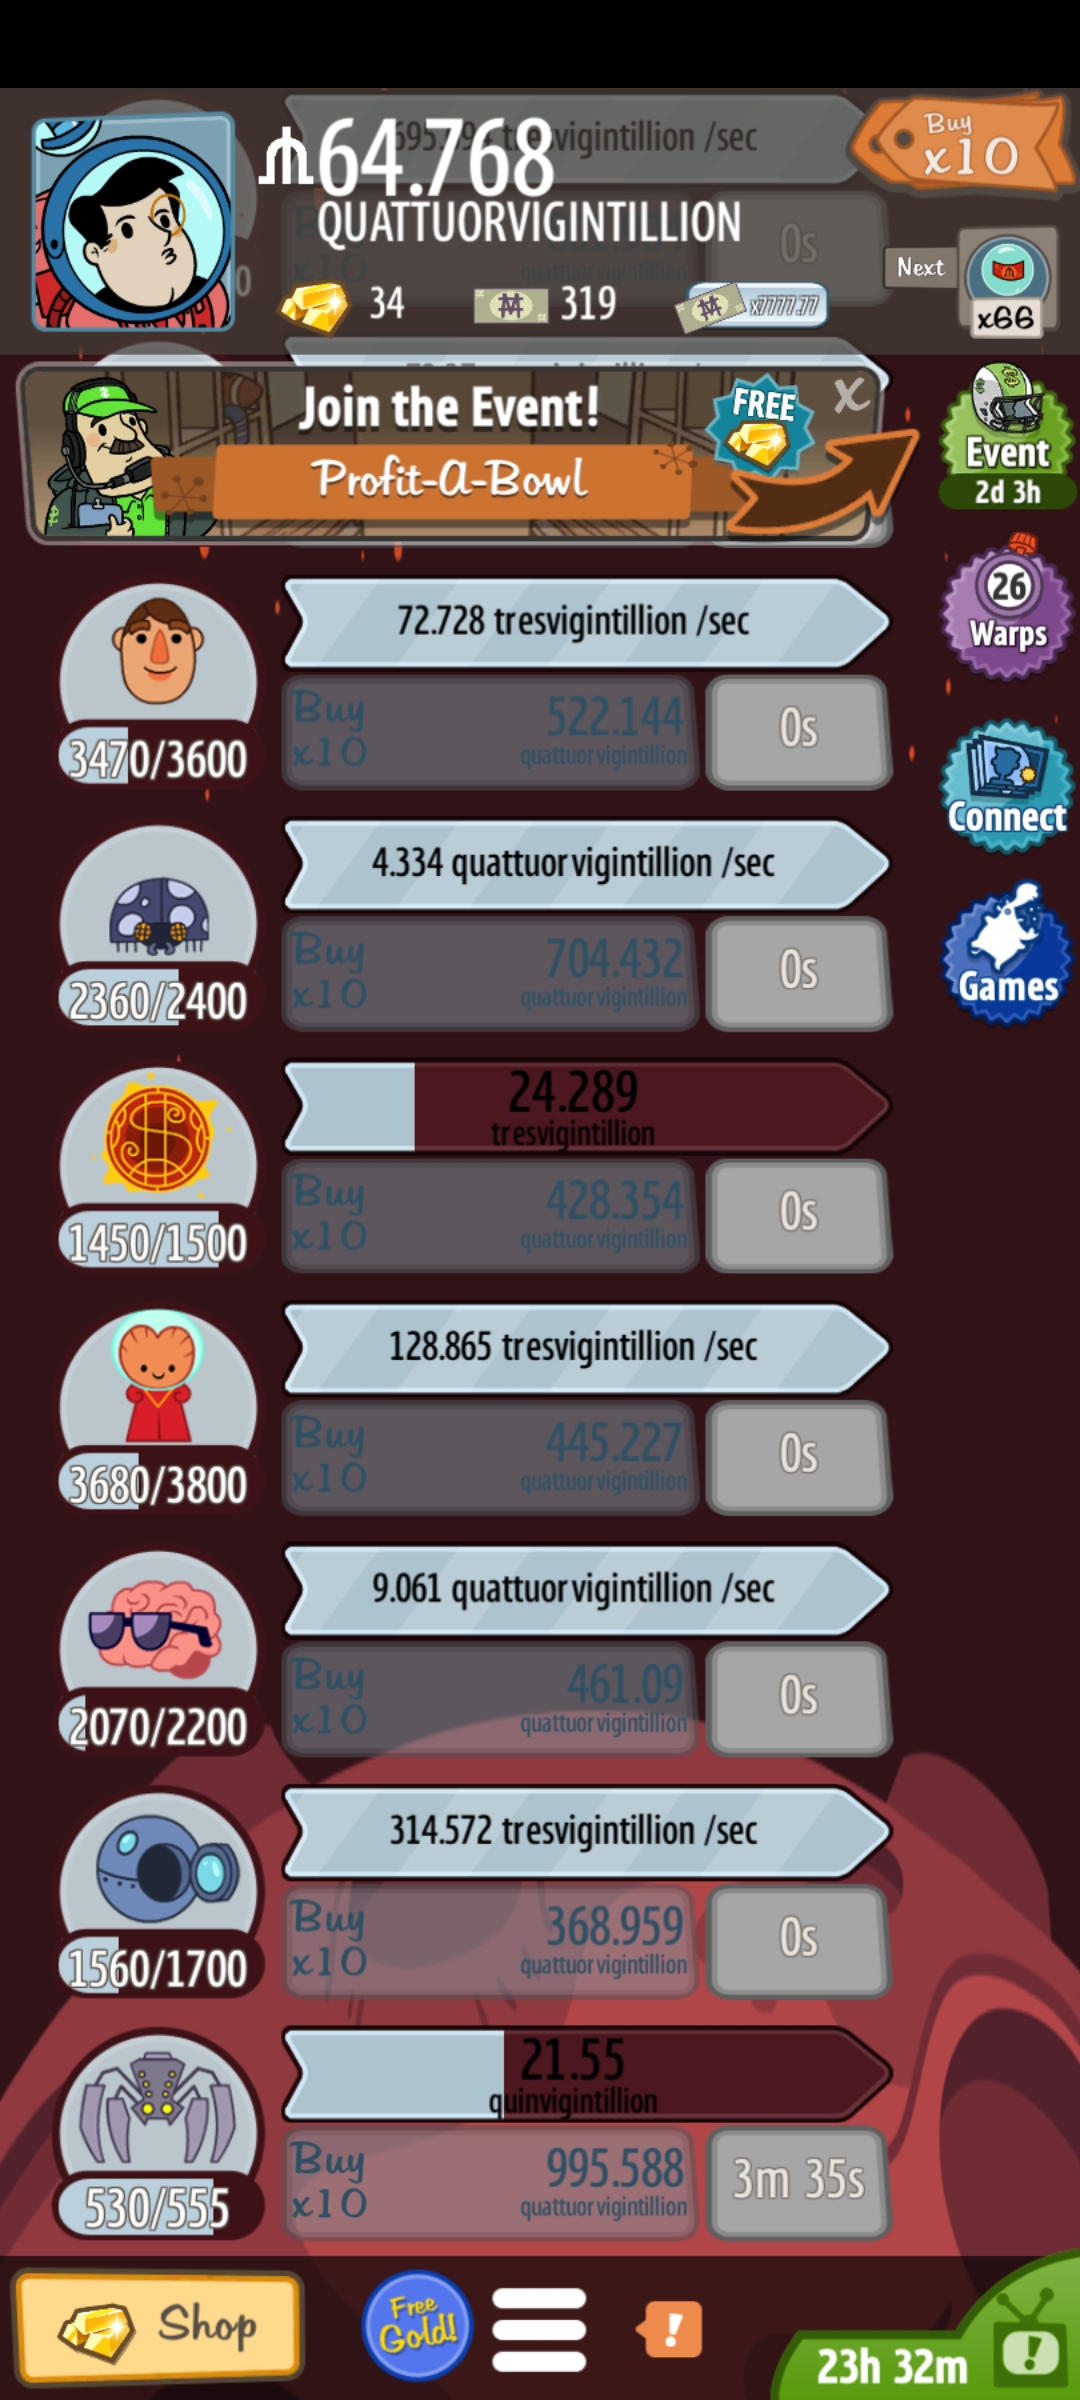 64.768
QUATTUORVIGINTILLION
34
319
x7777.77
Buy
x10
Next
x66
0s
Join the Event!
Profit-A-Bowl
FREE
X
Event
2d 3h
26
Warps
Connect
Games
72.728 tresvigintillion /sec
3470/3600
Buy
x10
522.144
quattuorvigintillion
0s
4.334 quattuorvigintillion /sec
2360/2400
Buy
x10
704.432
quattuorvigintillion
0s
24.289
tresvigintillion
1450/1500
Buy
x10
428.354
quattuorvigintillion
0s
128.865 tresvigintillion /sec
3680/3800
Buy
x10
445.227
quattuorvigintillion
0s
9.061 quattuorvigintillion /sec
2070/2200
Buy
x10
461.09
quattuorvigintillion
0s
314.572 tresvigintillion /sec
1560/1700
Buy
x10
368.959
quattuorvigintillion
0s
21.55
quinvigintillion
530/555
Buy
x10
995.588
quattuorvigintillion
3m 35s
Shop
Free
Gold!
!
23h 32m
!